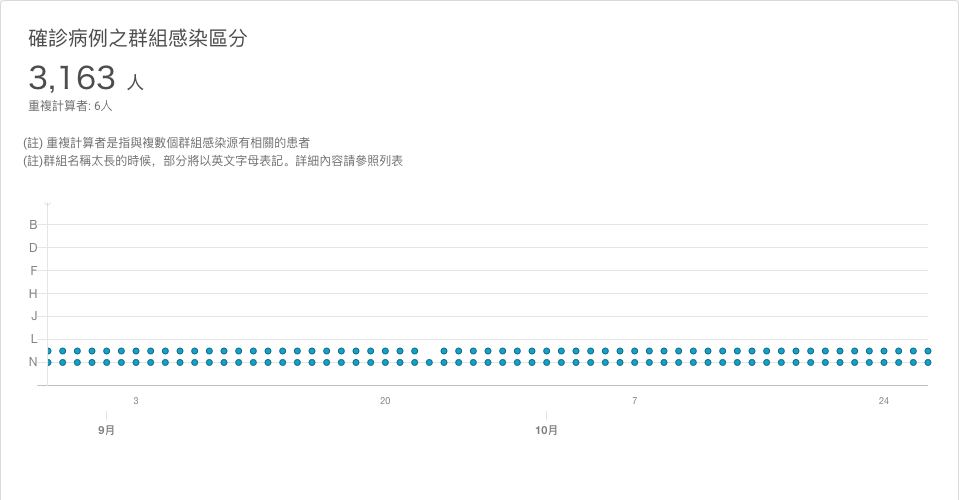 確診病例之群組感染區分
3,163 人
重複計算者: 6人
(註) 重複計算者是指與複數個群組感染源有相關的患者
(註)群組名稱太長的時候，部分將以英文字母表記。詳細內容請參照列表
B
D
F
H
J
L
N
3 20 7 24
9月 10月